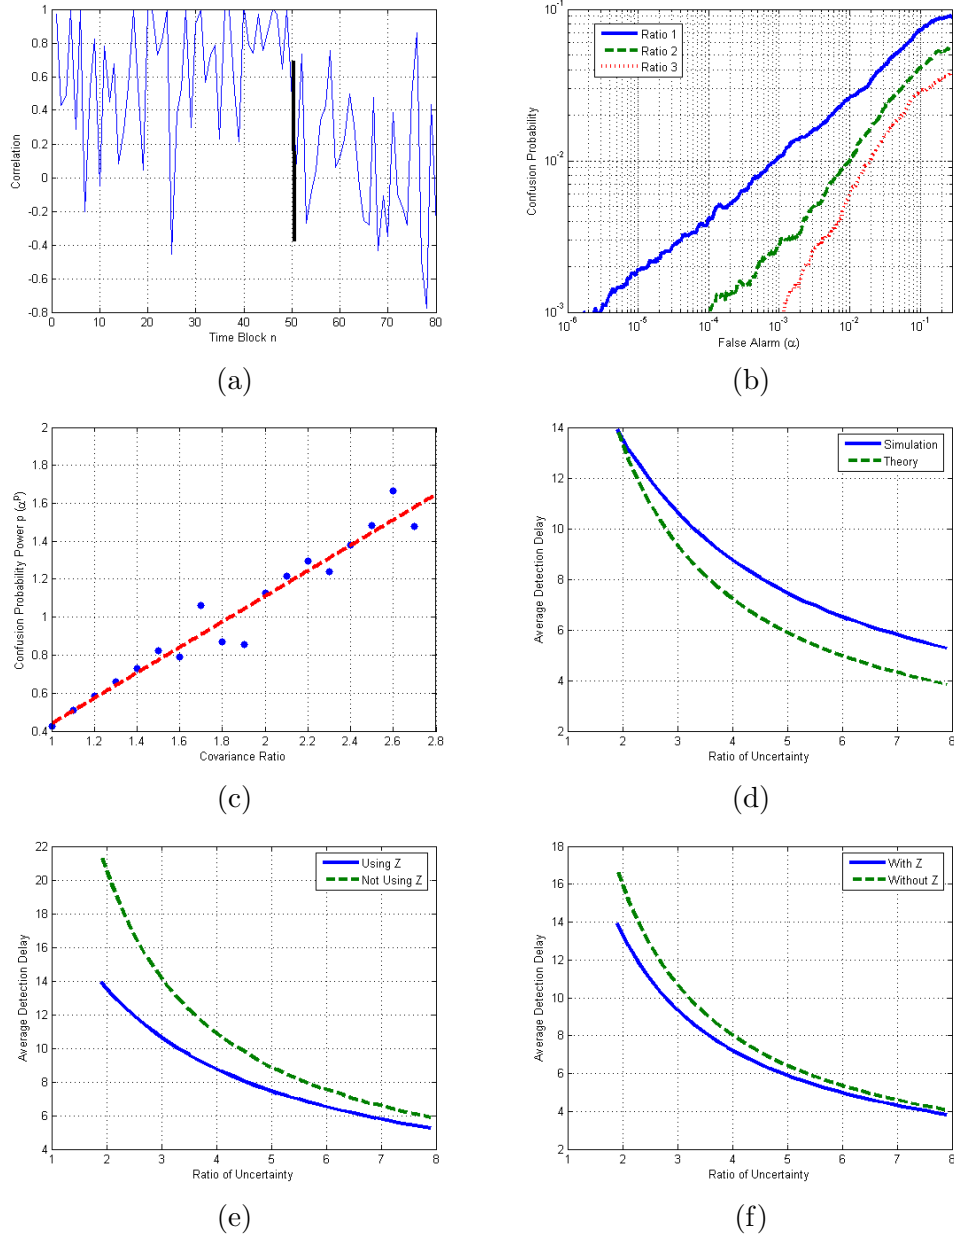 1
0.8
0.6
0.4
0.2
0
-0.2
-0.4
-0.6
-0.8
0 10 20 30 40 50 60 70 80
Correlation
Time Block n
(a)
10^-1
10^-2
10^-3
10^-6 10^-5 10^-4 10^-3 10^-2 10^-1
Confusion Probability
False Alarm (α)
Ratio 1
Ratio 2
Ratio 3
(b)
2
1.8
1.6
1.4
1.2
1
0.8
0.6
0.4
1 1.2 1.4 1.6 1.8 2 2.2 2.4 2.6 2.8
Confusion Probability Power p (α^p)
Covariance Ratio
(c)
14
12
10
8
6
4
2
1 2 3 4 5 6 7 8
Average Detection Delay
Ratio of Uncertainty
Simulation
Theory
(d)
22
20
18
16
14
12
10
8
6
4
1 2 3 4 5 6 7 8
Average Detection Delay
Ratio of Uncertainty
Using Z
Not Using Z
(e)
18
16
14
12
10
8
6
4
2
1 2 3 4 5 6 7 8
Average Detection Delay
Ratio of Uncertainty
With Z
Without Z
(f)